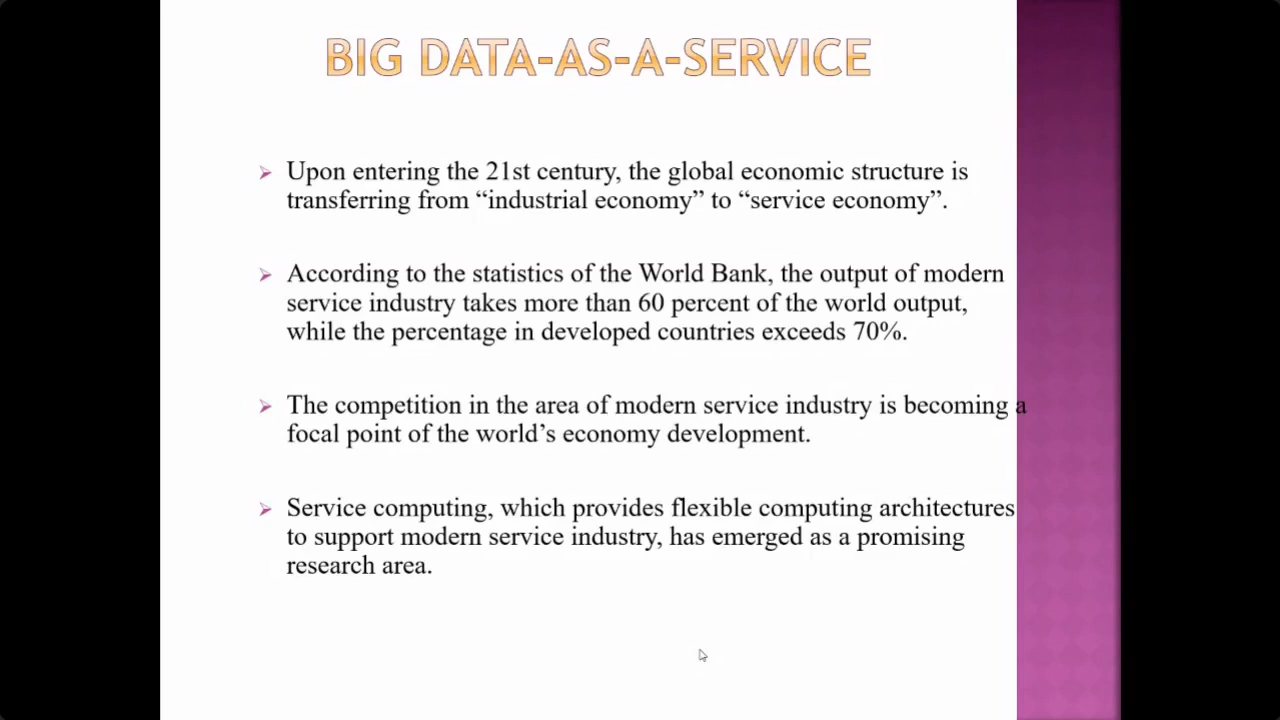 BIG DATA-AS-A-SERVICE
Upon entering the 21st century, the global economic structure is
transferring from “industrial economy” to “service economy”.
According to the statistics of the World Bank, the output of modern
service industry takes more than 60 percent of the world output,
while the percentage in developed countries exceeds 70%.
The competition in the area of modern service industry is becoming a
focal point of the world’s economy development.
Service computing, which provides flexible computing architectures
to support modern service industry, has emerged as a promising
research area.